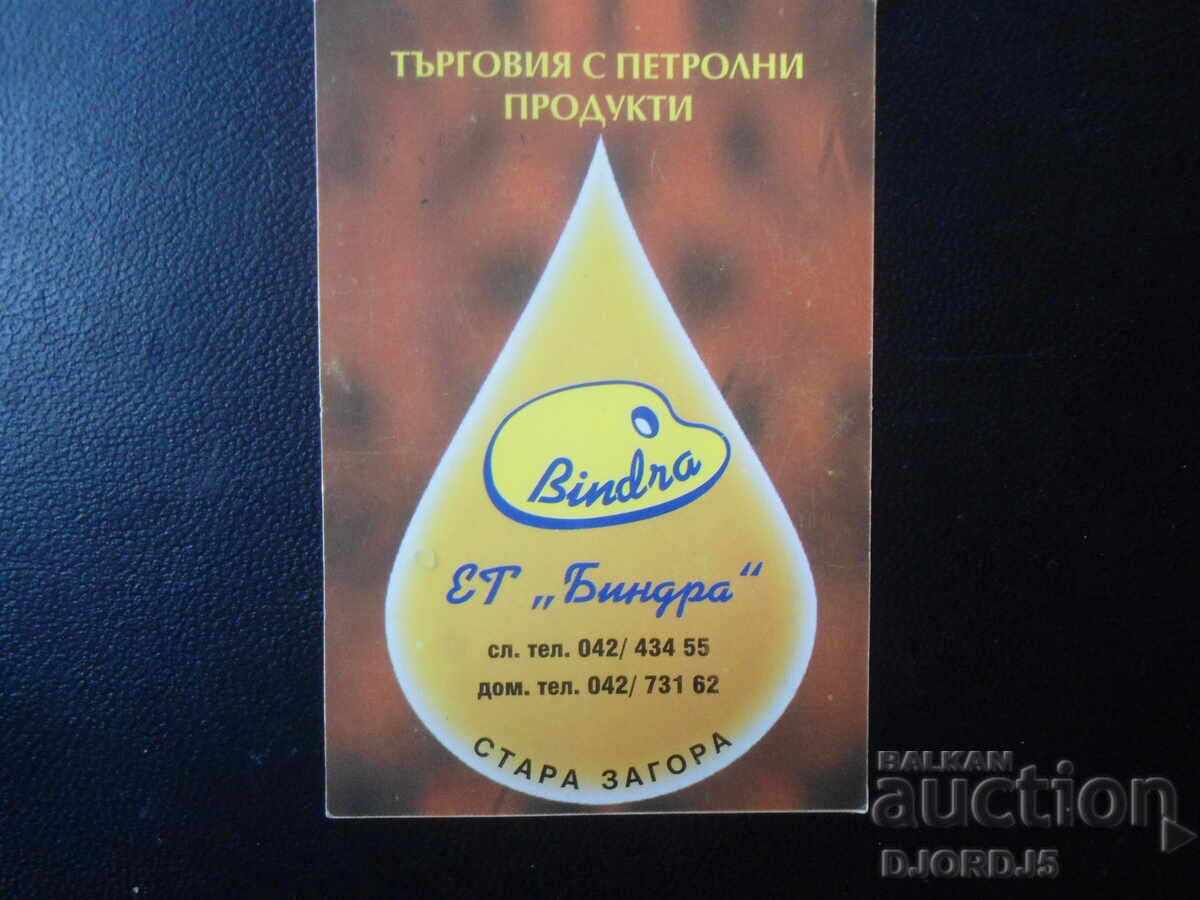 ТЪРГОВИЯ С ПЕТРОЛНИ
ПРОДУКТИ
Bindra
ЕТ „Биндра“
сл. тел. 042/ 434 55
дом. тел. 042/ 731 62
СТАРА ЗАГОРА
BALKAN
auction
DJORDJ5